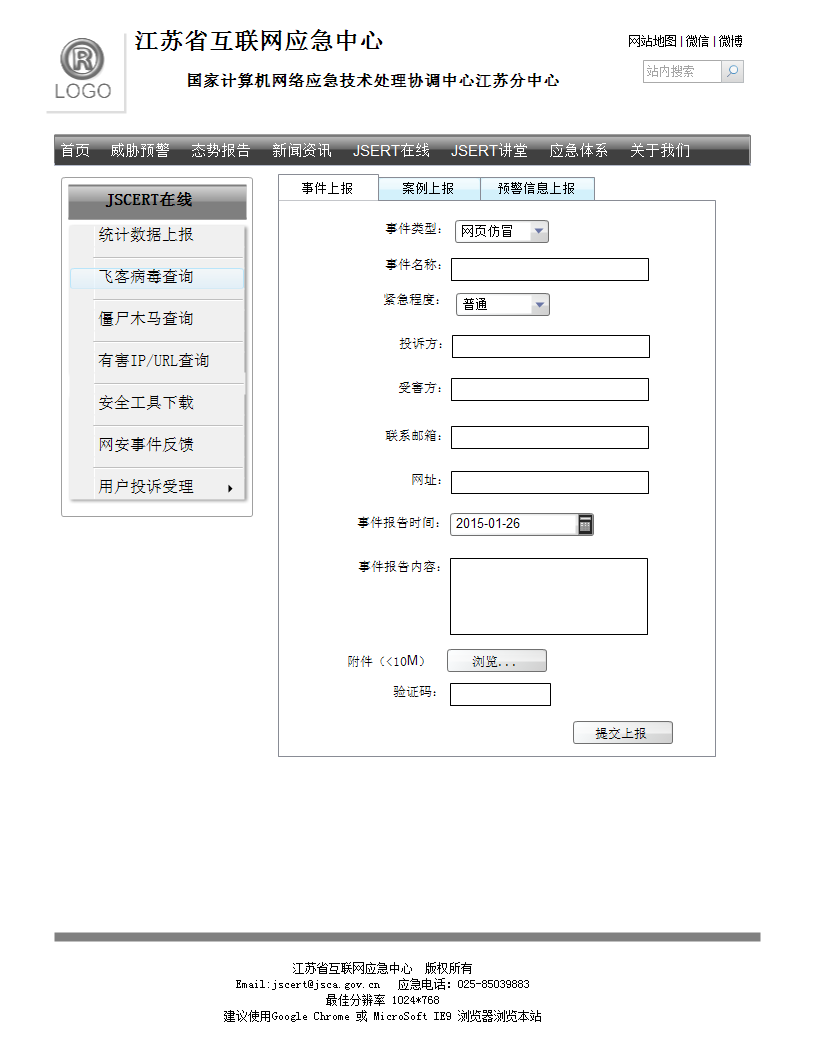 ® LOGO
江苏省互联网应急中心
国家计算机网络应急技术处理协调中心江苏分中心
网站地图 | 微信 | 微博
站内搜索
首页 威胁预警 态势报告 新闻资讯 JSERT在线 JSERT讲堂 应急体系 关于我们
JSCERT在线
统计数据上报
飞客病毒查询
僵尸木马查询
有害IP/URL查询
安全工具下载
网安事件反馈
用户投诉受理
事件上报 案例上报 预警信息上报
事件类型： 网页仿冒
事件名称：
紧急程度： 普通
投诉方：
受害方：
联系邮箱：
网址：
事件报告时间： 2015-01-26
事件报告内容：
附件（<10M） 浏览...
验证码：
提交上报
江苏省互联网应急中心 版权所有
Email:jscert@jsca.gov.cn 应急电话：025-85039883
最佳分辨率 1024*768
建议使用Google Chrome 或 MicroSoft IE9 浏览器浏览本站